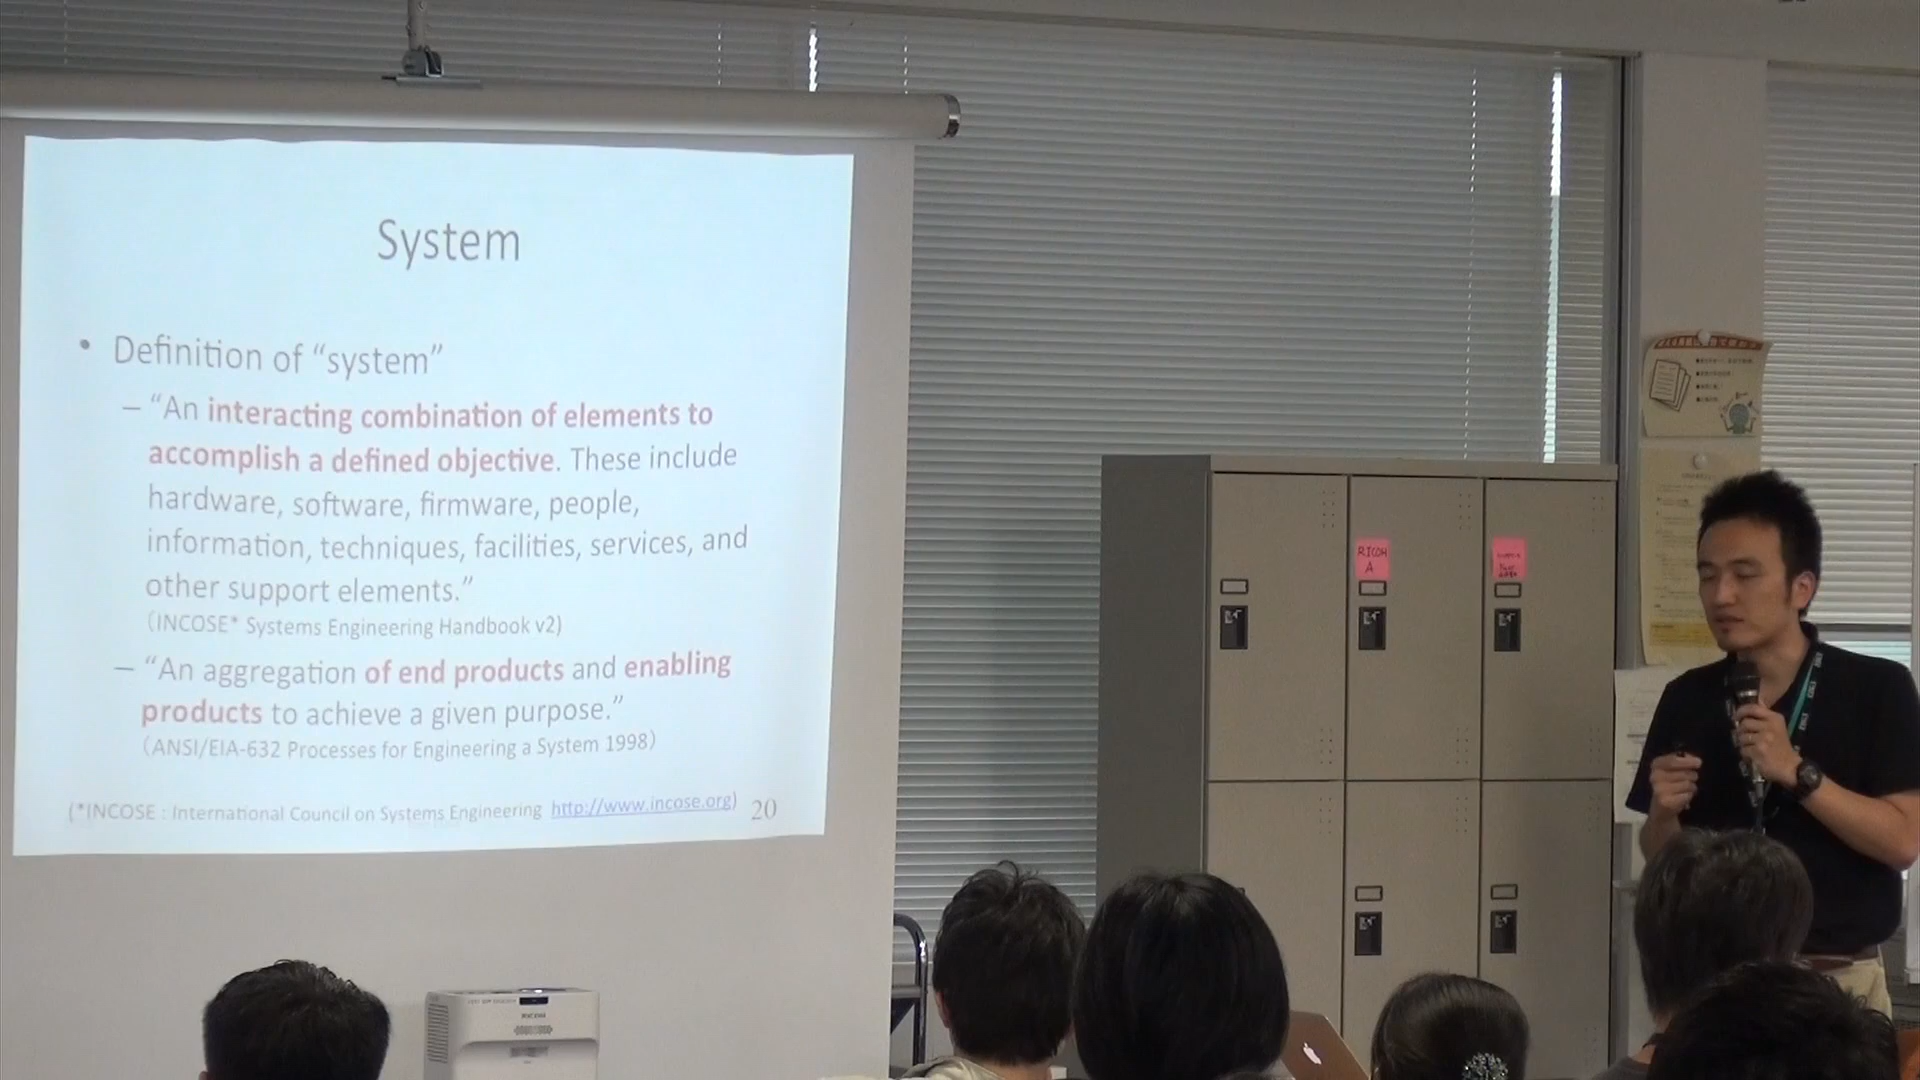 System
• Definition of “system”
– “An interacting combination of elements to
accomplish a defined objective. These include
hardware, software, firmware, people,
information, techniques, facilities, services, and
other support elements.”
（INCOSE* Systems Engineering Handbook v2)
– “An aggregation of end products and enabling
products to achieve a given purpose.”
（ANSI/EIA-632 Processes for Engineering a System 1998）
(*INCOSE : International Council on Systems Engineering http://www.incose.org) 20
RICOH
A
RICOH